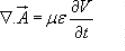 ∇.A⃗ = με ∂V/∂t